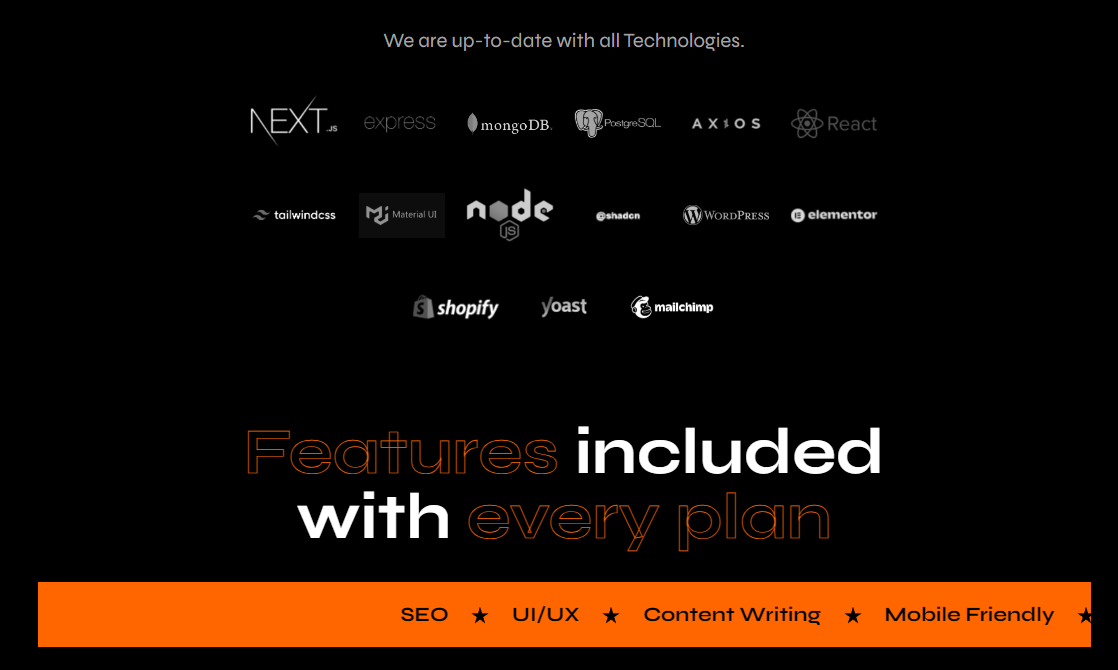 We are up-to-date with all Technologies.
NEXT.JS express mongoDB. PostgreSQL AXIOS React
tailwindcss Material UI node JS @shadcn WORDPRESS elementor
shopify yoast mailchimp
Features included
with every plan
SEO ★ UI/UX ★ Content Writing ★ Mobile Friendly ★